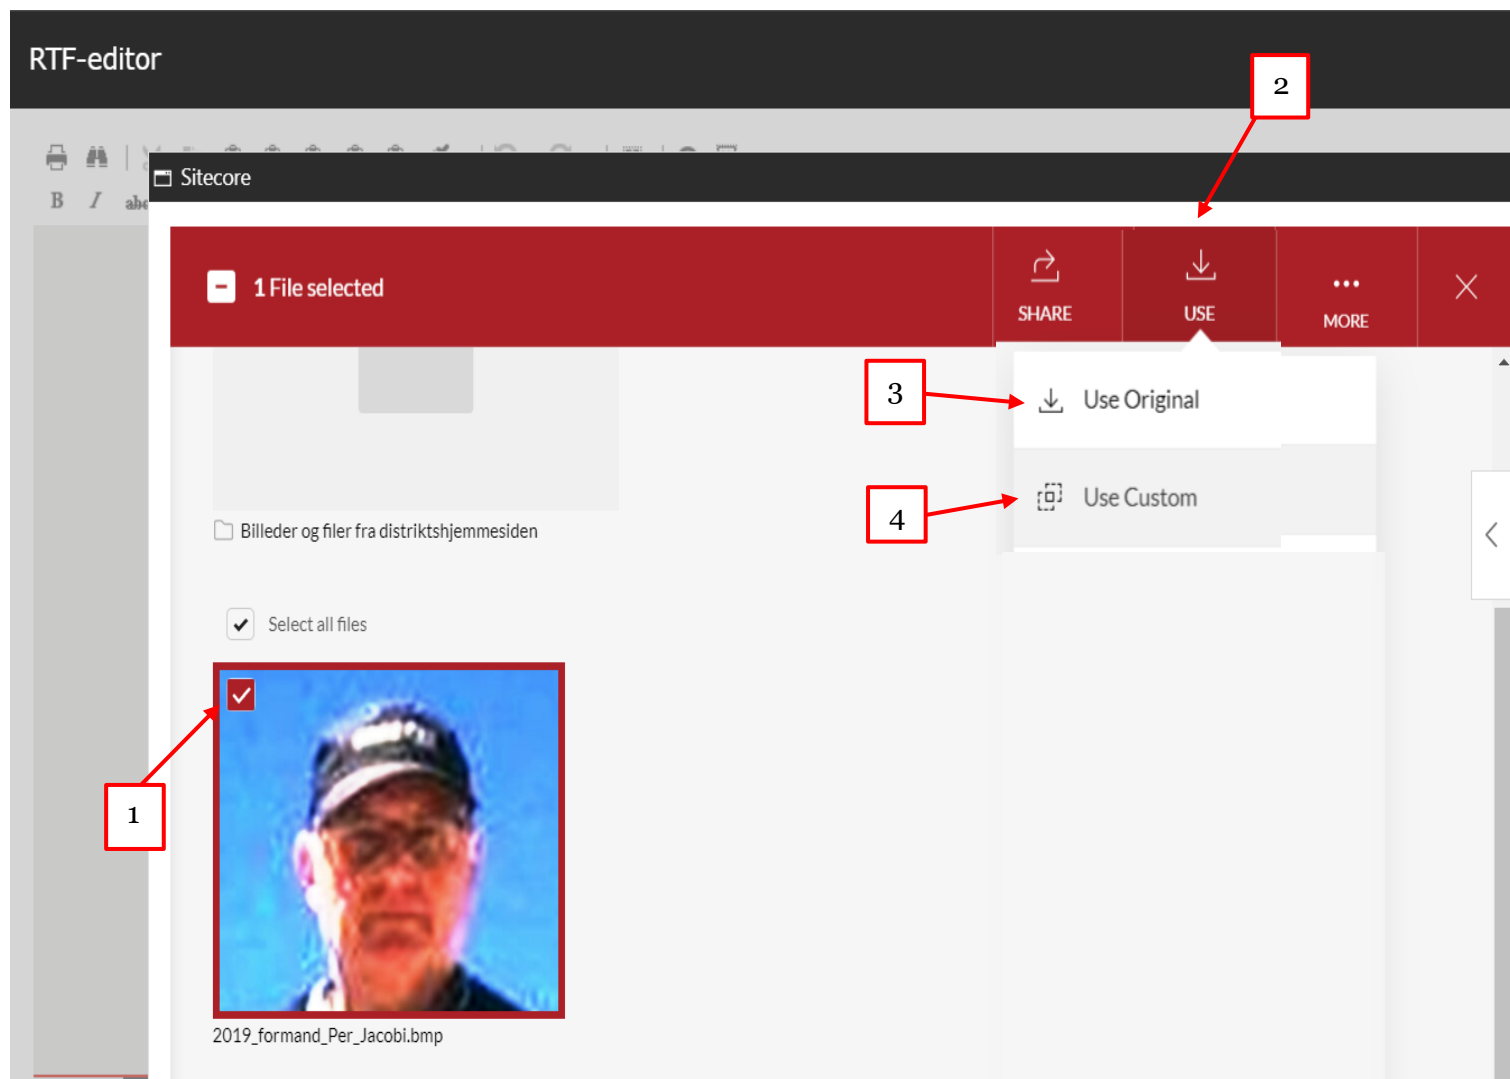 RTF-editor
2
B I abc
Sitecore
1 File selected
SHARE
USE
MORE
3
Use Original
4
Use Custom
Billeder og filer fra distriktshjemmesiden
Select all files
1
2019_formand_Per_Jacobi.bmp